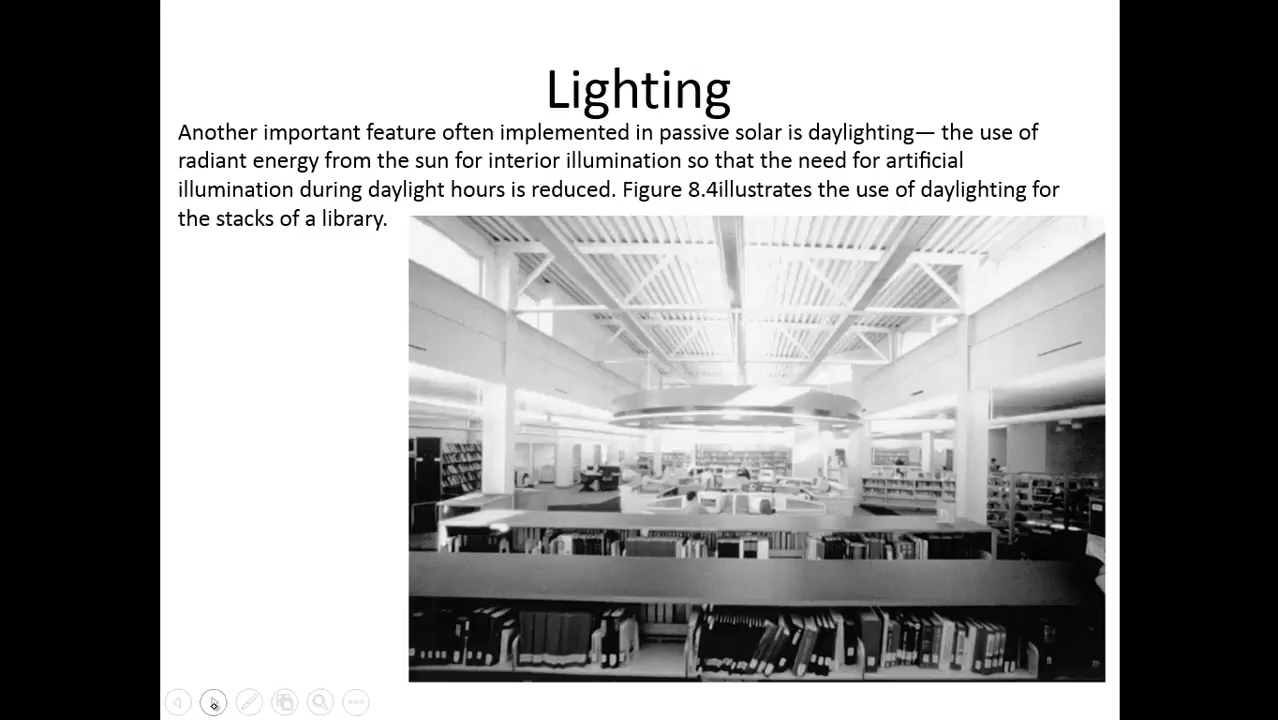 Lighting
Another important feature often implemented in passive solar is daylighting— the use of
radiant energy from the sun for interior illumination so that the need for artificial
illumination during daylight hours is reduced. Figure 8.4illustrates the use of daylighting for
the stacks of a library.